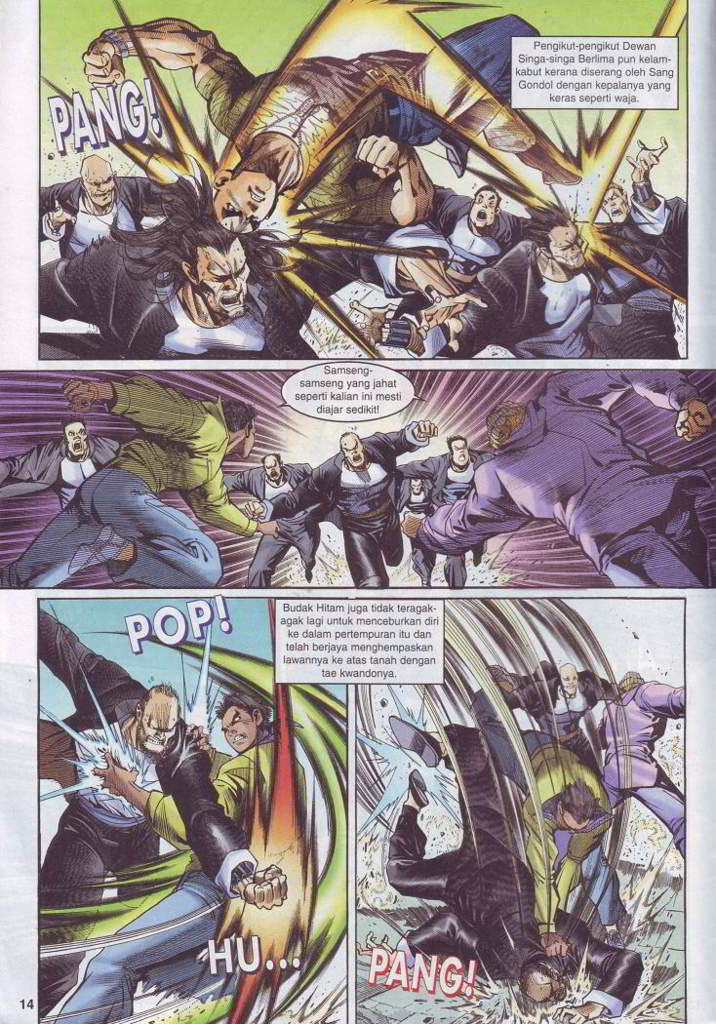 Pengikut-pengikut Dewan
Singa-singa Berlima pun kelam-
kabut kerana diserang oleh Sang
Gondol dengan kepalanya yang
keras seperti waja.
PANG!
Samseng-
samseng yang jahat
seperti kalian ini mesti
diajar sedikit!
POP!
HU...
Budak Hitam juga tidak teragak-
agak lagi untuk menceburkan diri
ke dalam pertempuran itu dan
telah berjaya menghempaskan
lawannya ke atas tanah dengan
tae kwandonya.
PANG!
14